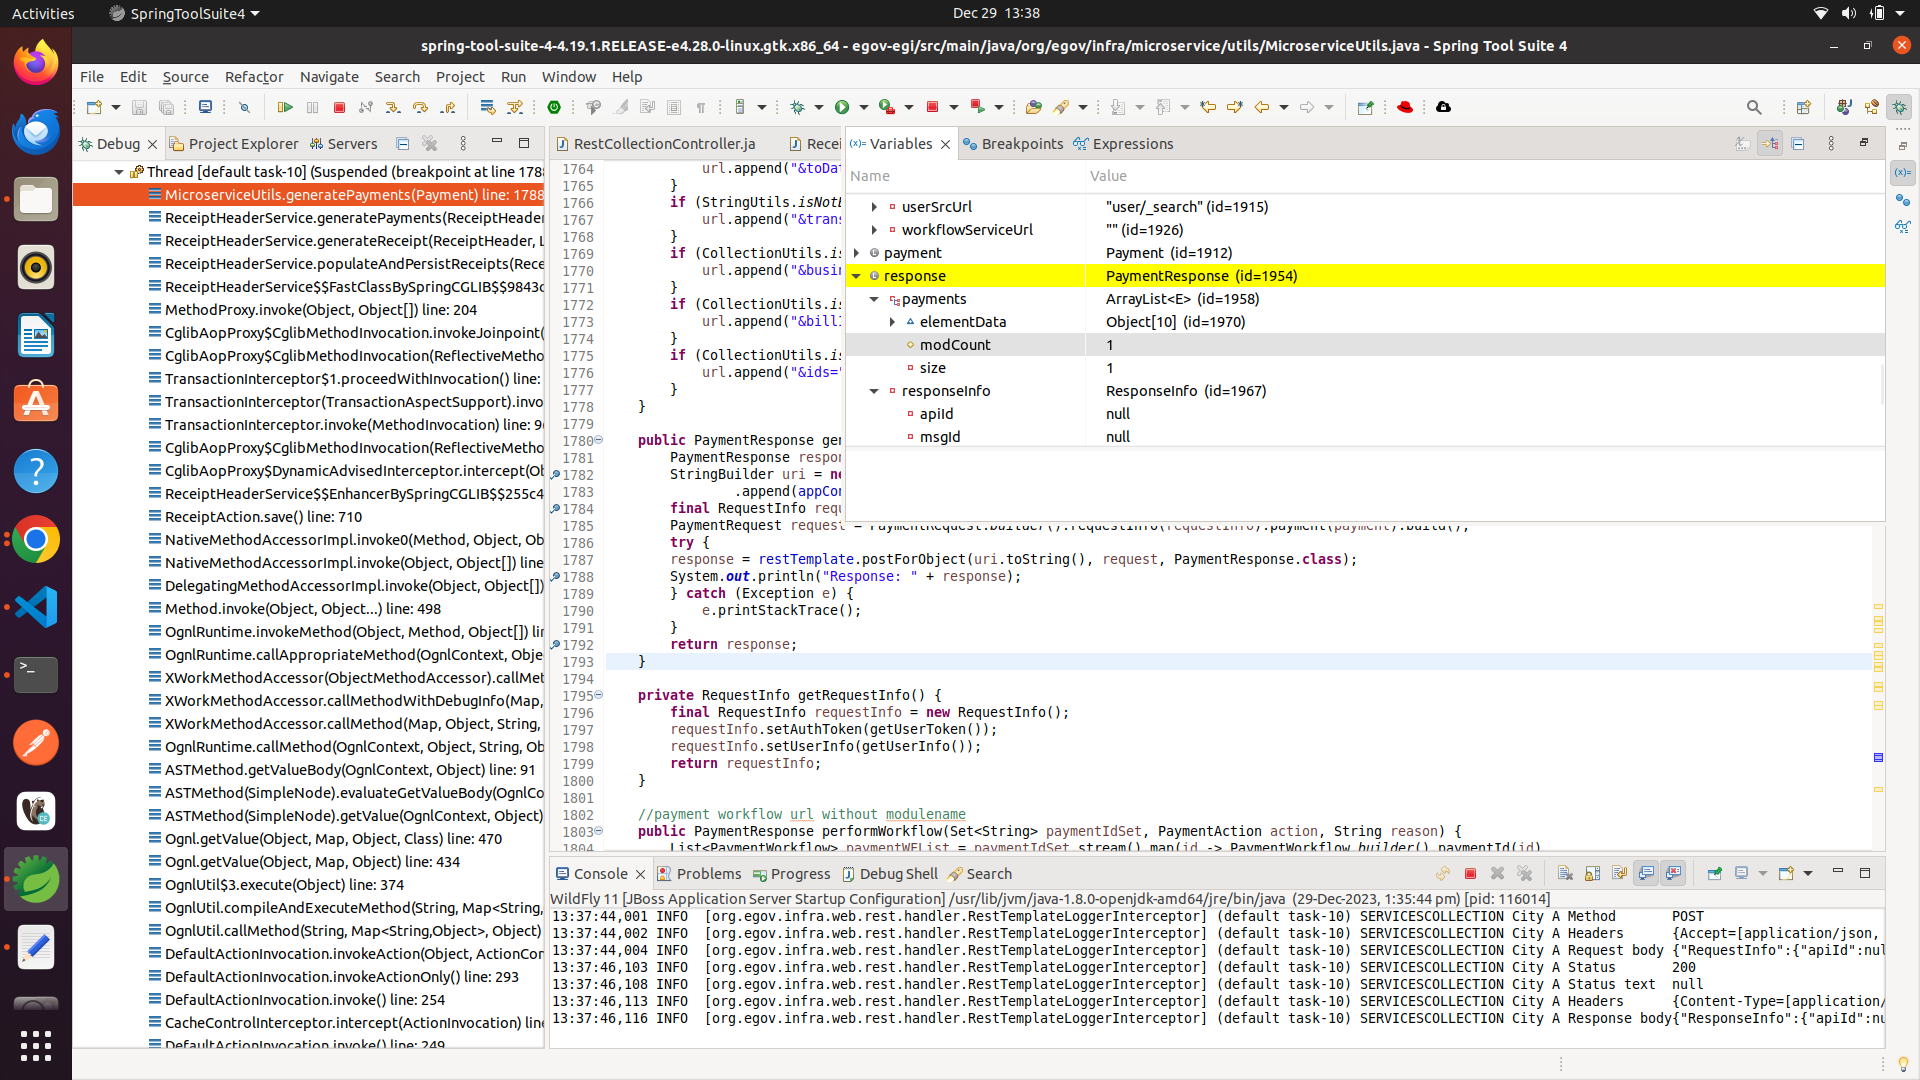 Activities
SpringToolSuite4
Dec 29 13:38
spring-tool-suite-4-4.19.1.RELEASE-e4.28.0-linux.gtk.x86_64 - egov-egi/src/main/java/org/egov/infra/microservice/utils/MicroserviceUtils.java - Spring Tool Suite 4
File Edit Source Refactor Navigate Search Project Run Window Help
Debug
Project Explorer
Servers
Thread [default task-10] (Suspended (breakpoint at line 1788
MicroserviceUtils.generatePayments(Payment) line: 1788
ReceiptHeaderService.generatePayments(ReceiptHeader
ReceiptHeaderService.generateReceipt(ReceiptHeader, L
ReceiptHeaderService.populateAndPersistReceipts(Rece
ReceiptHeaderService$$FastClassBySpringCGLIB$$9843c
MethodProxy.invoke(Object, Object[]) line: 204
CglibAopProxy$CglibMethodInvocation.invokeJoinpoint(
CglibAopProxy$CglibMethodInvocation(ReflectiveMetho
TransactionInterceptor$1.proceedWithInvocation() line:
TransactionInterceptor(TransactionAspectSupport).invo
TransactionInterceptor.invoke(MethodInvocation) line: 9
CglibAopProxy$CglibMethodInvocation(ReflectiveMetho
CglibAopProxy$DynamicAdvisedInterceptor.intercept(Ob
ReceiptHeaderService$$EnhancerBySpringCGLIB$$255c4
ReceiptAction.save() line: 710
NativeMethodAccessorImpl.invoke0(Method, Object, Ob
NativeMethodAccessorImpl.invoke(Object, Object[]) line
DelegatingMethodAccessorImpl.invoke(Object, Object[])
Method.invoke(Object, Object...) line: 498
OgnlRuntime.invokeMethod(Object, Method, Object[]) lin
OgnlRuntime.callAppropriateMethod(OgnlContext, Obje
XWorkMethodAccessor(ObjectMethodAccessor).callMet
XWorkMethodAccessor.callMethodWithDebugInfo(Map,
XWorkMethodAccessor.callMethod(Map, Object, String,
OgnlRuntime.callMethod(OgnlContext, Object, String, Ob
ASTMethod.getValueBody(OgnlContext, Object) line: 91
ASTMethod(SimpleNode).evaluateGetValueBody(OgnlCo
ASTMethod(SimpleNode).getValue(OgnlContext, Object)
Ognl.getValue(Object, Map, Object, Class) line: 470
Ognl.getValue(Object, Map, Object) line: 434
OgnlUtil$3.execute(Object) line: 374
OgnlUtil.compileAndExecuteMethod(String, Map<String,
OgnlUtil.callMethod(String, Map<String,Object>, Object)
DefaultActionInvocation.invokeAction(Object, ActionCon
DefaultActionInvocation.invokeActionOnly() line: 293
DefaultActionInvocation.invoke() line: 254
CacheControlInterceptor.intercept(ActionInvocation) line
DefaultActionInvocation.invoke() line: 249
RestCollectionController.ja
Recei
1764 url.append("&toDat
1765 }
1766 if (StringUtils.isNotB
1767 url.append("&trans
1768 }
1769 if (CollectionUtils.is
1770 url.append("&busin
1771 }
1772 if (CollectionUtils.is
1773 url.append("&billI
1774 }
1775 if (CollectionUtils.is
1776 url.append("&ids="
1777 }
1778 }
1779
1780 public PaymentResponse gen
1781 PaymentResponse respon
1782 StringBuilder uri = ne
1783 .append(appCon
1784 final RequestInfo requ
1785 PaymentRequest request = PaymentRequest.builder().requestInfo(requestInfo).payment(payment).build();
1786 try {
1787 response = restTemplate.postForObject(uri.toString(), request, PaymentResponse.class);
1788 System.out.println("Response: " + response);
1789 } catch (Exception e) {
1790 e.printStackTrace();
1791 }
1792 return response;
1793 }
1794
1795 private RequestInfo getRequestInfo() {
1796 final RequestInfo requestInfo = new RequestInfo();
1797 requestInfo.setAuthToken(getUserToken());
1798 requestInfo.setUserInfo(getUserInfo());
1799 return requestInfo;
1800 }
1801
1802 //payment workflow url without modulename
1803 public PaymentResponse performWorkflow(Set<String> paymentIdSet, PaymentAction action, String reason) {
1804 List<PaymentWorkflow> paymentWFList = paymentIdSet.stream().map(id -> PaymentWorkflow.builder().paymentId(id)
(x)= Variables
Breakpoints
Expressions
Name Value
userSrcUrl "user/_search" (id=1915)
workflowServiceUrl "" (id=1926)
payment Payment (id=1912)
response PaymentResponse (id=1954)
payments ArrayList<E> (id=1958)
elementData Object[10] (id=1970)
modCount 1
size 1
responseInfo ResponseInfo (id=1967)
apiId null
msgId null
Console
Problems
Progress
Debug Shell
Search
WildFly 11 [JBoss Application Server Startup Configuration] /usr/lib/jvm/java-1.8.0-openjdk-amd64/jre/bin/java (29-Dec-2023, 1:35:44 pm) [pid: 116014]
13:37:44,001 INFO [org.egov.infra.web.rest.handler.RestTemplateLoggerInterceptor] (default task-10) SERVICESCOLLECTION City A Method POST
13:37:44,002 INFO [org.egov.infra.web.rest.handler.RestTemplateLoggerInterceptor] (default task-10) SERVICESCOLLECTION City A Headers {Accept=[application/json,
13:37:44,004 INFO [org.egov.infra.web.rest.handler.RestTemplateLoggerInterceptor] (default task-10) SERVICESCOLLECTION City A Request body {"RequestInfo":{"apiId":nul
13:37:46,103 INFO [org.egov.infra.web.rest.handler.RestTemplateLoggerInterceptor] (default task-10) SERVICESCOLLECTION City A Status 200
13:37:46,108 INFO [org.egov.infra.web.rest.handler.RestTemplateLoggerInterceptor] (default task-10) SERVICESCOLLECTION City A Status text null
13:37:46,113 INFO [org.egov.infra.web.rest.handler.RestTemplateLoggerInterceptor] (default task-10) SERVICESCOLLECTION City A Headers {Content-Type=[application/
13:37:46,116 INFO [org.egov.infra.web.rest.handler.RestTemplateLoggerInterceptor] (default task-10) SERVICESCOLLECTION City A Response body{"ResponseInfo":{"apiId":nu